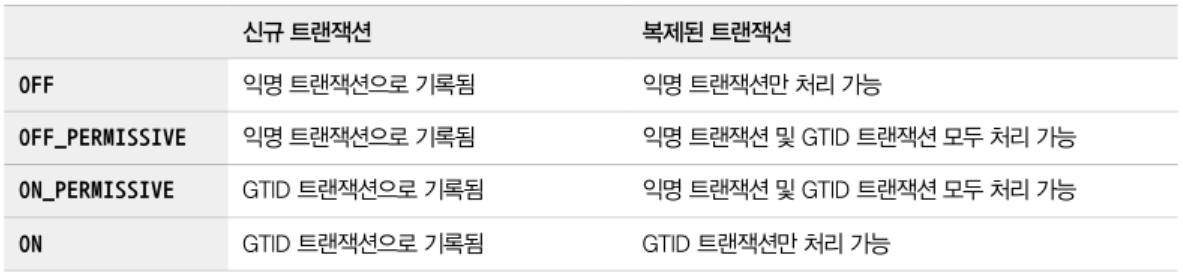 신규 트랜잭션 복제된 트랜잭션
OFF 익명 트랜잭션으로 기록됨 익명 트랜잭션만 처리 가능
OFF_PERMISSIVE 익명 트랜잭션으로 기록됨 익명 트랜잭션 및 GTID 트랜잭션 모두 처리 가능
ON_PERMISSIVE GTID 트랜잭션으로 기록됨 익명 트랜잭션 및 GTID 트랜잭션 모두 처리 가능
ON GTID 트랜잭션으로 기록됨 GTID 트랜잭션만 처리 가능